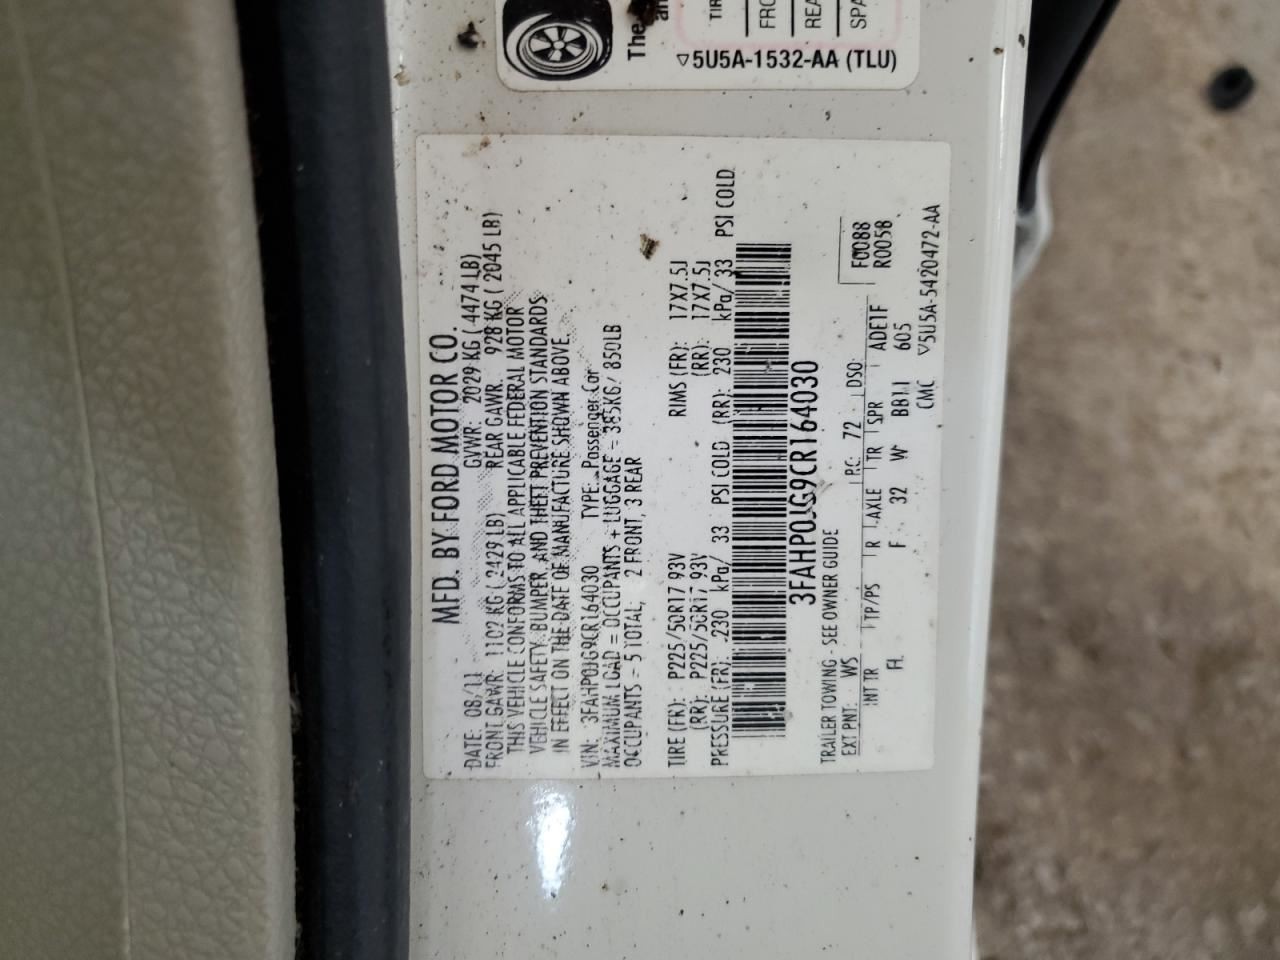 The
TIR
FRO
REA
SPA
▽5U5A-1532-AA (TLU)
MFD. BY FORD MOTOR CO.
DATE: 08/11 GVWR: 2029 KG ( 4474 LB)
FRONT GAWR: 1102 KG ( 2429 LB) REAR GAWR: 928 KG ( 2045 LB)
THIS VEHICLE CONFORMS TO ALL APPLICABLE FEDERAL MOTOR
VEHICLE SAFETY, BUMPER, AND THEFT PREVENTION STANDARDS
IN EFFECT ON THE DATE OF MANUFACTURE SHOWN ABOVE.
VIN: 3FAHP0JG9CR164030 TYPE: Passenger Car
MAXIMUM LOAD = OCCUPANTS + LUGGAGE = 385KG/ 850LB
OCCUPANTS = 5 TOTAL, 2 FRONT, 3 REAR
TIRE (FR): P225/50R17 93V RIMS (FR): 17X7.5J
(RR): P225/50R17 93V (RR): 17X7.5J
PRESSURE (FR): 230 kPa/ 33 PSI COLD (RR): 230 kPa/ 33 PSI COLD
3FAHP0JG9CR164030
TRAILER TOWING - SEE OWNER GUIDE
EXT PNT: WS RC: 72 DSO: F0088
R0058
INT TR TP/PS R AXLE TR SPR ADE1F
FL F 32 W BB11 605
CMC ▽5U5A-5420472-AA